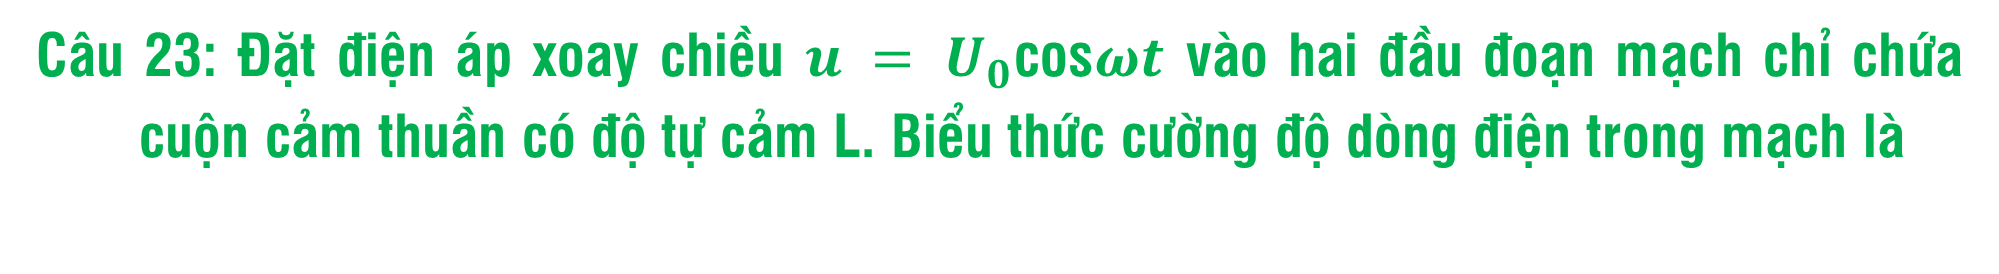 Câu 23: Đặt điện áp xoay chiều u = U₀cosωt vào hai đầu đoạn mạch chỉ chứa
cuộn cảm thuần có độ tự cảm L. Biểu thức cường độ dòng điện trong mạch là